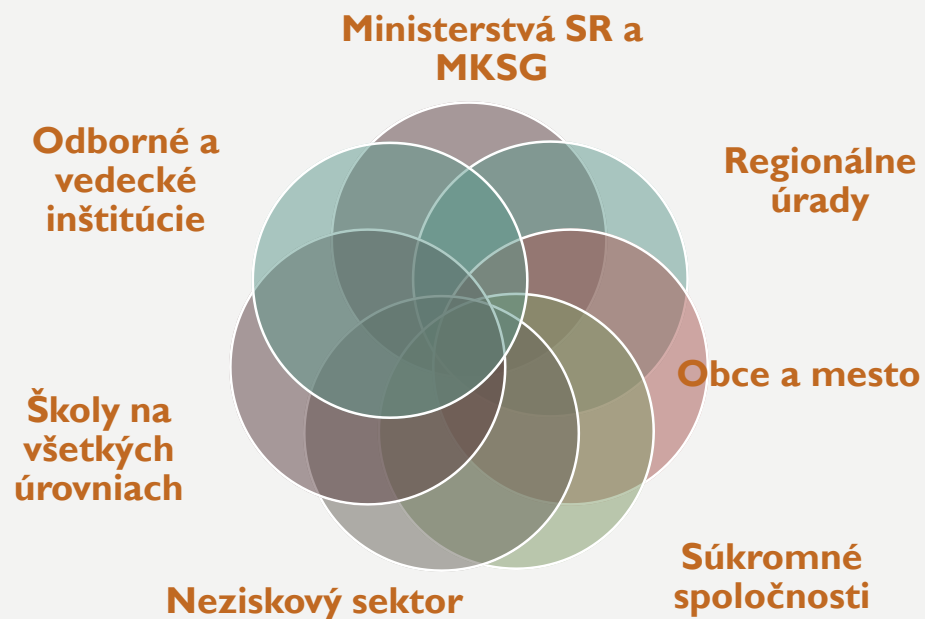 Ministerstvá SR a
MKSG
Odborné a
vedecké
inštitúcie
Regionálne
úrady
Obce a mesto
Školy na
všetkých
úrovniach
Súkromné
spoločnosti
Neziskový sektor